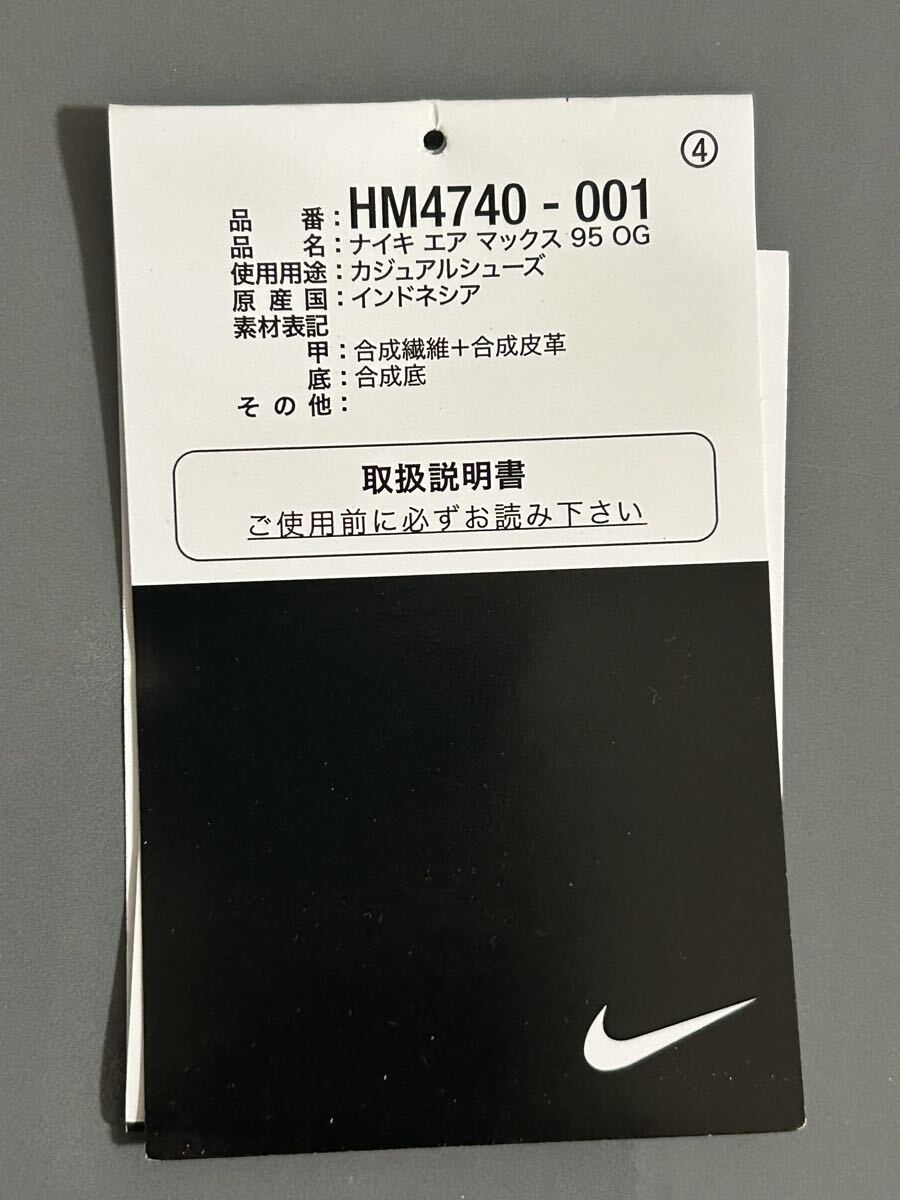 ④
品番：HM4740 - 001
品名：ナイキ エア マックス 95 OG
使用用途：カジュアルシューズ
原産国：インドネシア
素材表記
甲：合成繊維＋合成皮革
底：合成底
その他：
取扱説明書
ご使用前に必ずお読み下さい